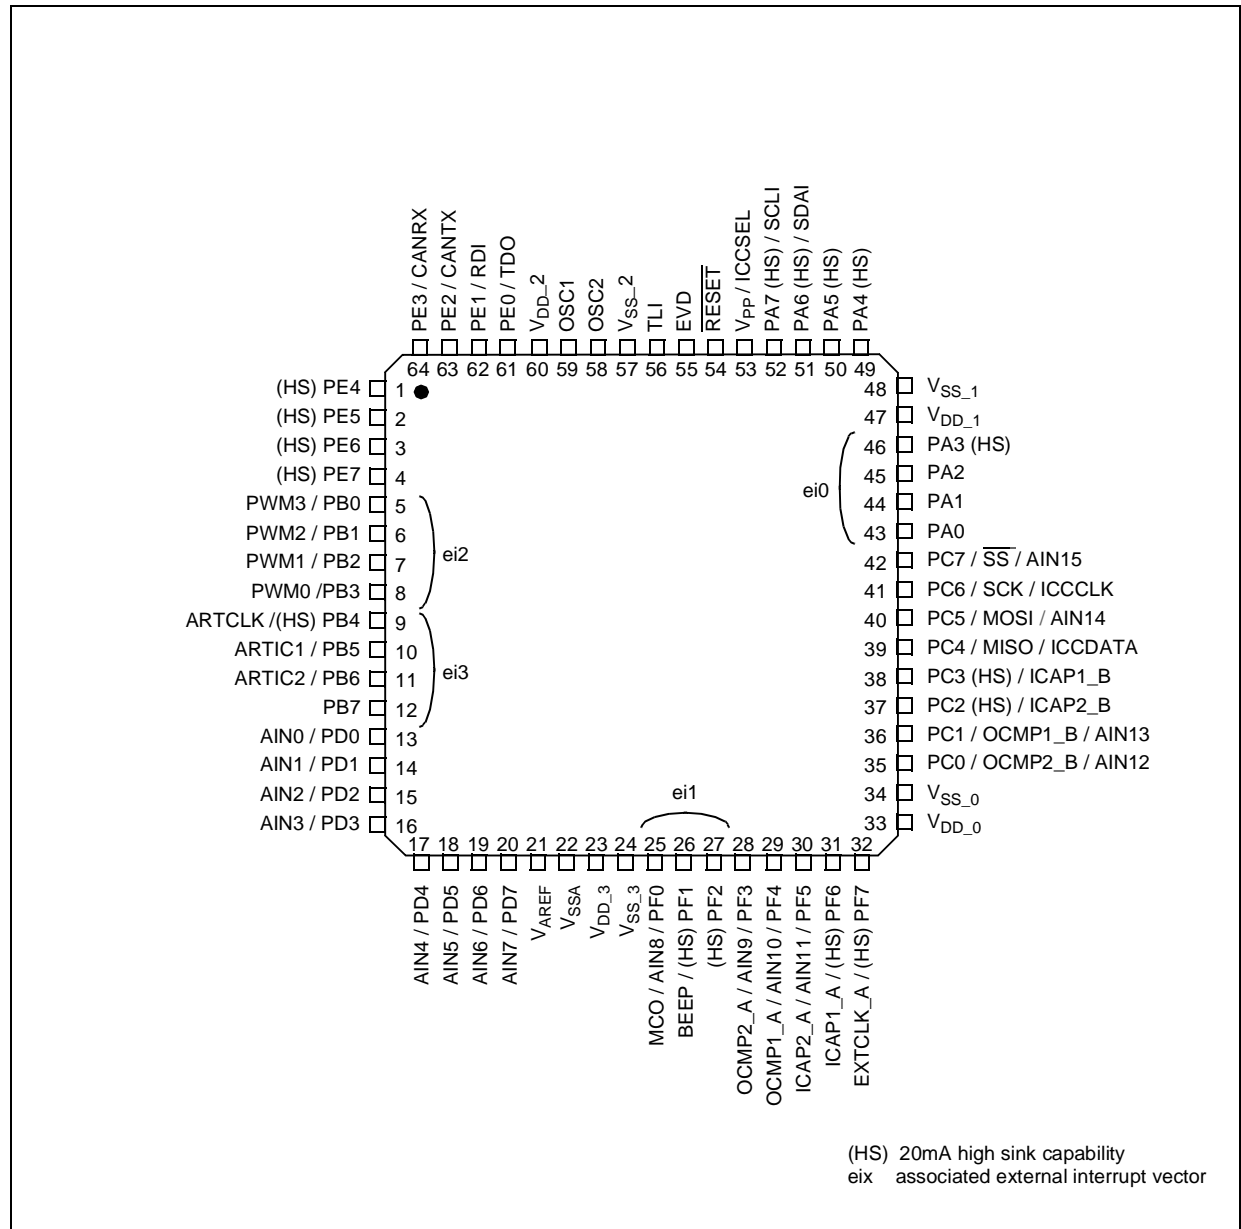 PE3 / CANRX
PE2 / CANTX
PE1 / RDI
PE0 / TDO
VDD_2
OSC1
OSC2
VSS_2
TLI
EVD
RESET
VPP / ICCSEL
PA7 (HS) / SCLI
PA6 (HS) / SDAI
PA5 (HS)
PA4 (HS)
64 63 62 61 60 59 58 57 56 55 54 53 52 51 50 49
(HS) PE4 1
(HS) PE5 2
(HS) PE6 3
(HS) PE7 4
PWM3 / PB0 5
PWM2 / PB1 6
PWM1 / PB2 7
PWM0 /PB3 8
ei2
ARTCLK /(HS) PB4 9
ARTIC1 / PB5 10
ARTIC2 / PB6 11
PB7 12
ei3
AIN0 / PD0 13
AIN1 / PD1 14
AIN2 / PD2 15
AIN3 / PD3 16
48 VSS_1
47 VDD_1
46 PA3 (HS)
45 PA2
ei0
44 PA1
43 PA0
42 PC7 / SS / AIN15
41 PC6 / SCK / ICCCLK
40 PC5 / MOSI / AIN14
39 PC4 / MISO / ICCDATA
38 PC3 (HS) / ICAP1_B
37 PC2 (HS) / ICAP2_B
36 PC1 / OCMP1_B / AIN13
35 PC0 / OCMP2_B / AIN12
34 VSS_0
33 VDD_0
ei1
17 18 19 20 21 22 23 24 25 26 27 28 29 30 31 32
AIN4 / PD4
AIN5 / PD5
AIN6 / PD6
AIN7 / PD7
VAREF
VSSA
VDD_3
VSS_3
MCO / AIN8 / PF0
BEEP / (HS) PF1
(HS) PF2
OCMP2_A / AIN9 / PF3
OCMP1_A / AIN10 / PF4
ICAP2_A / AIN11 / PF5
ICAP1_A / (HS) PF6
EXTCLK_A / (HS) PF7
(HS) 20mA high sink capability
eix associated external interrupt vector